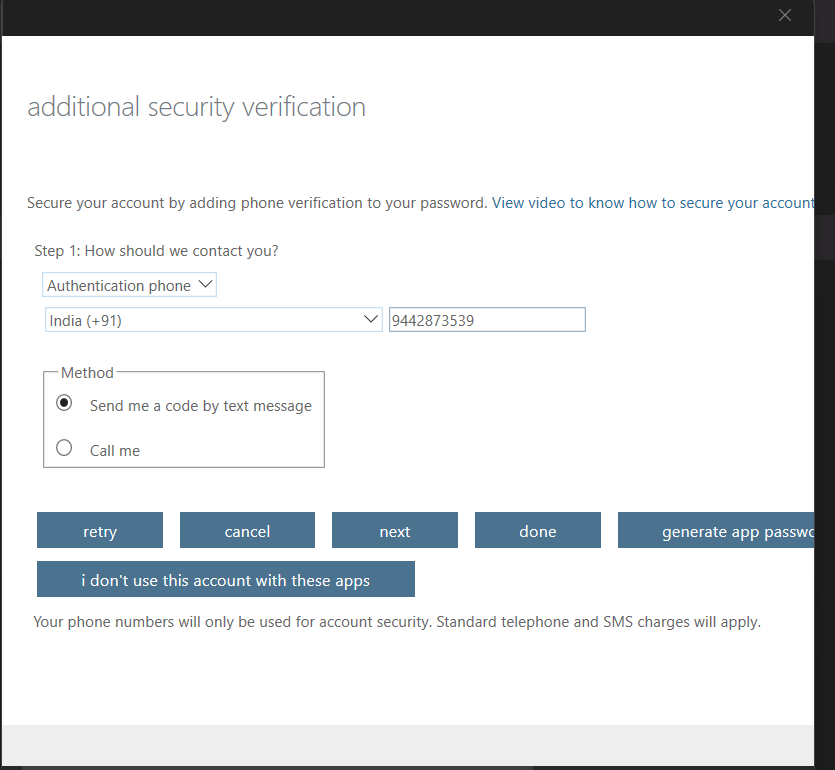 additional security verification
Secure your account by adding phone verification to your password. View video to know how to secure your account
Step 1: How should we contact you?
Authentication phone
India (+91) 9442873539
Method
Send me a code by text message
Call me
retry cancel next done generate app passwo
i don't use this account with these apps
Your phone numbers will only be used for account security. Standard telephone and SMS charges will apply.